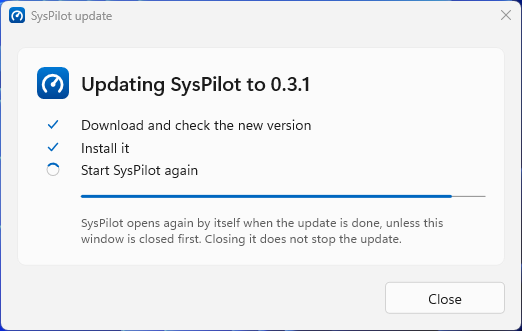 SysPilot update
Updating SysPilot to 0.3.1
Download and check the new version
Install it
Start SysPilot again
SysPilot opens again by itself when the update is done, unless this
window is closed first. Closing it does not stop the update.
Close